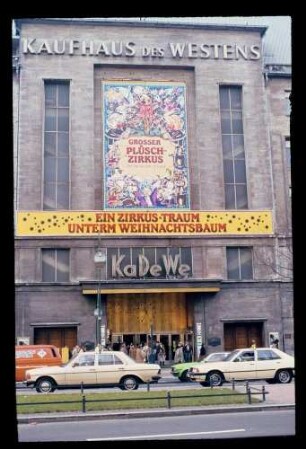 KAUFHAUS DES WESTENS
GROSSER
PLÜSCH-
ZIRKUS
EIN ZIRKUS-TRAUM
UNTERM WEIHNACHTSBAUM
KaDeWe